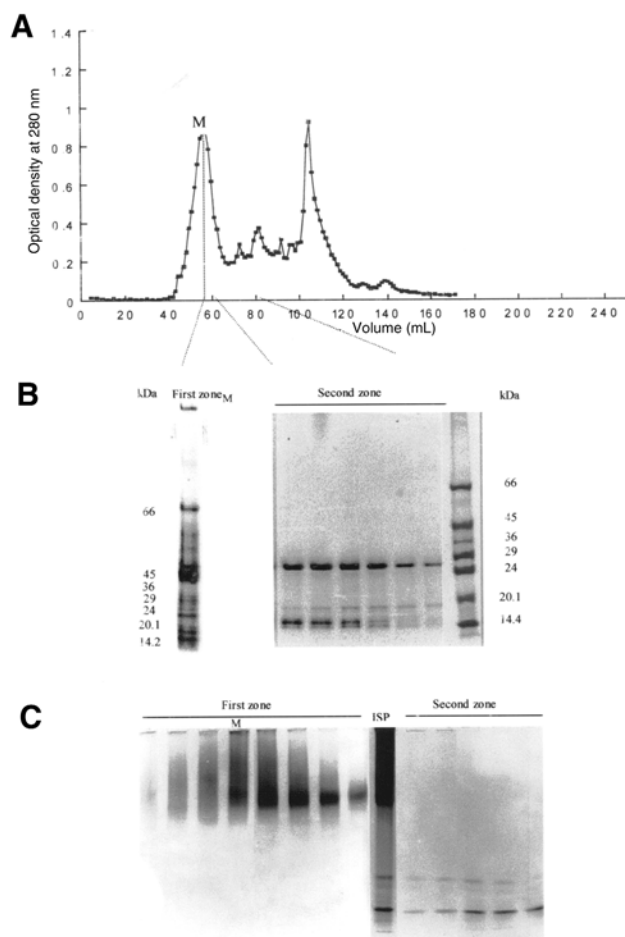 A
Optical density at 280 nm
1.4
1.2
1
0.8
0.6
0.4
0.2
0
M
0 20 40 60 80 100 120 140 160 180 200 220 240
Volume (mL)
B
kDa First zone M Second zone kDa
66
45
36
29
24
20.1
14.2
66
45
36
29
24
20.1
14.4
C
First zone ISP Second zone
M